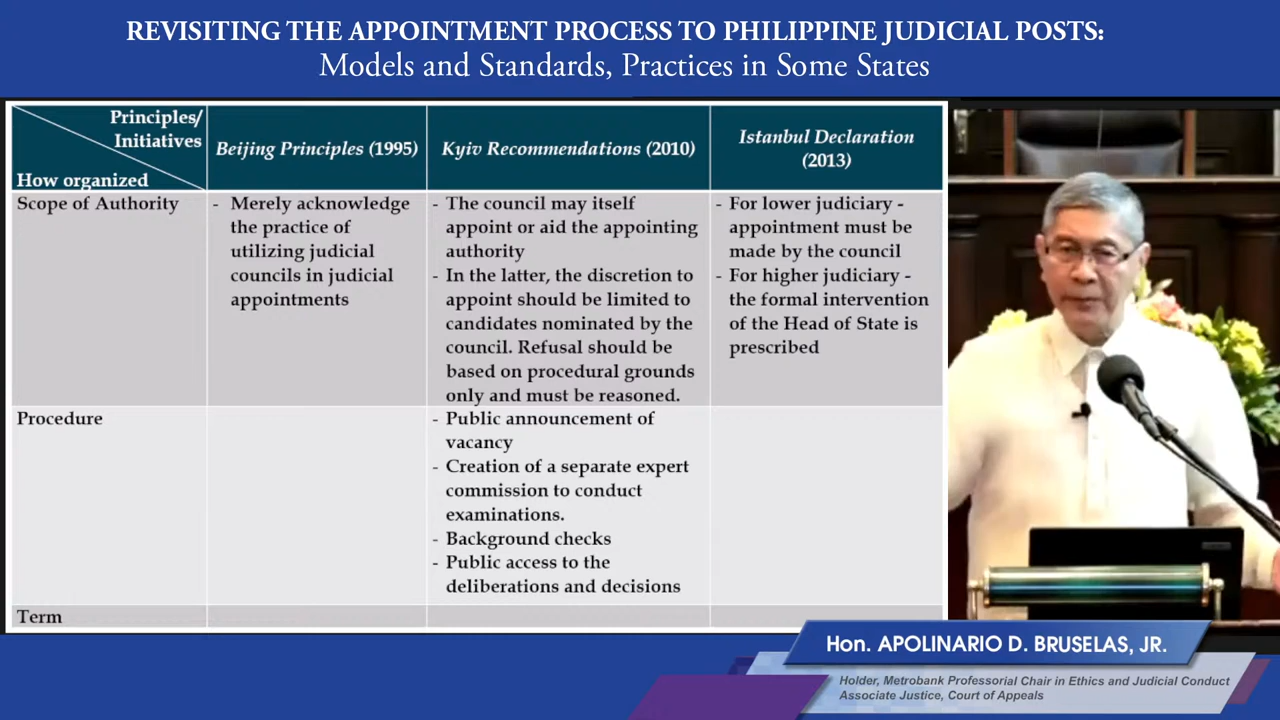 REVISITING THE APPOINTMENT PROCESS TO PHILIPPINE JUDICIAL POSTS:
Models and Standards, Practices in Some States
Principles/
Initiatives
How organized
Beijing Principles (1995)
Kyiv Recommendations (2010)
Istanbul Declaration
(2013)
Scope of Authority
- Merely acknowledge
the practice of
utilizing judicial
councils in judicial
appointments
- The council may itself
appoint or aid the appointing
authority
- In the latter, the discretion to
appoint should be limited to
candidates nominated by the
council. Refusal should be
based on procedural grounds
only and must be reasoned.
- For lower judiciary -
appointment must be
made by the council
- For higher judiciary -
the formal intervention
of the Head of State is
prescribed
Procedure
- Public announcement of
vacancy
- Creation of a separate expert
commission to conduct
examinations.
- Background checks
- Public access to the
deliberations and decisions
Term
Hon. APOLINARIO D. BRUSELAS, JR.
Holder, Metrobank Professorial Chair in Ethics and Judicial Conduct
Associate Justice, Court of Appeals